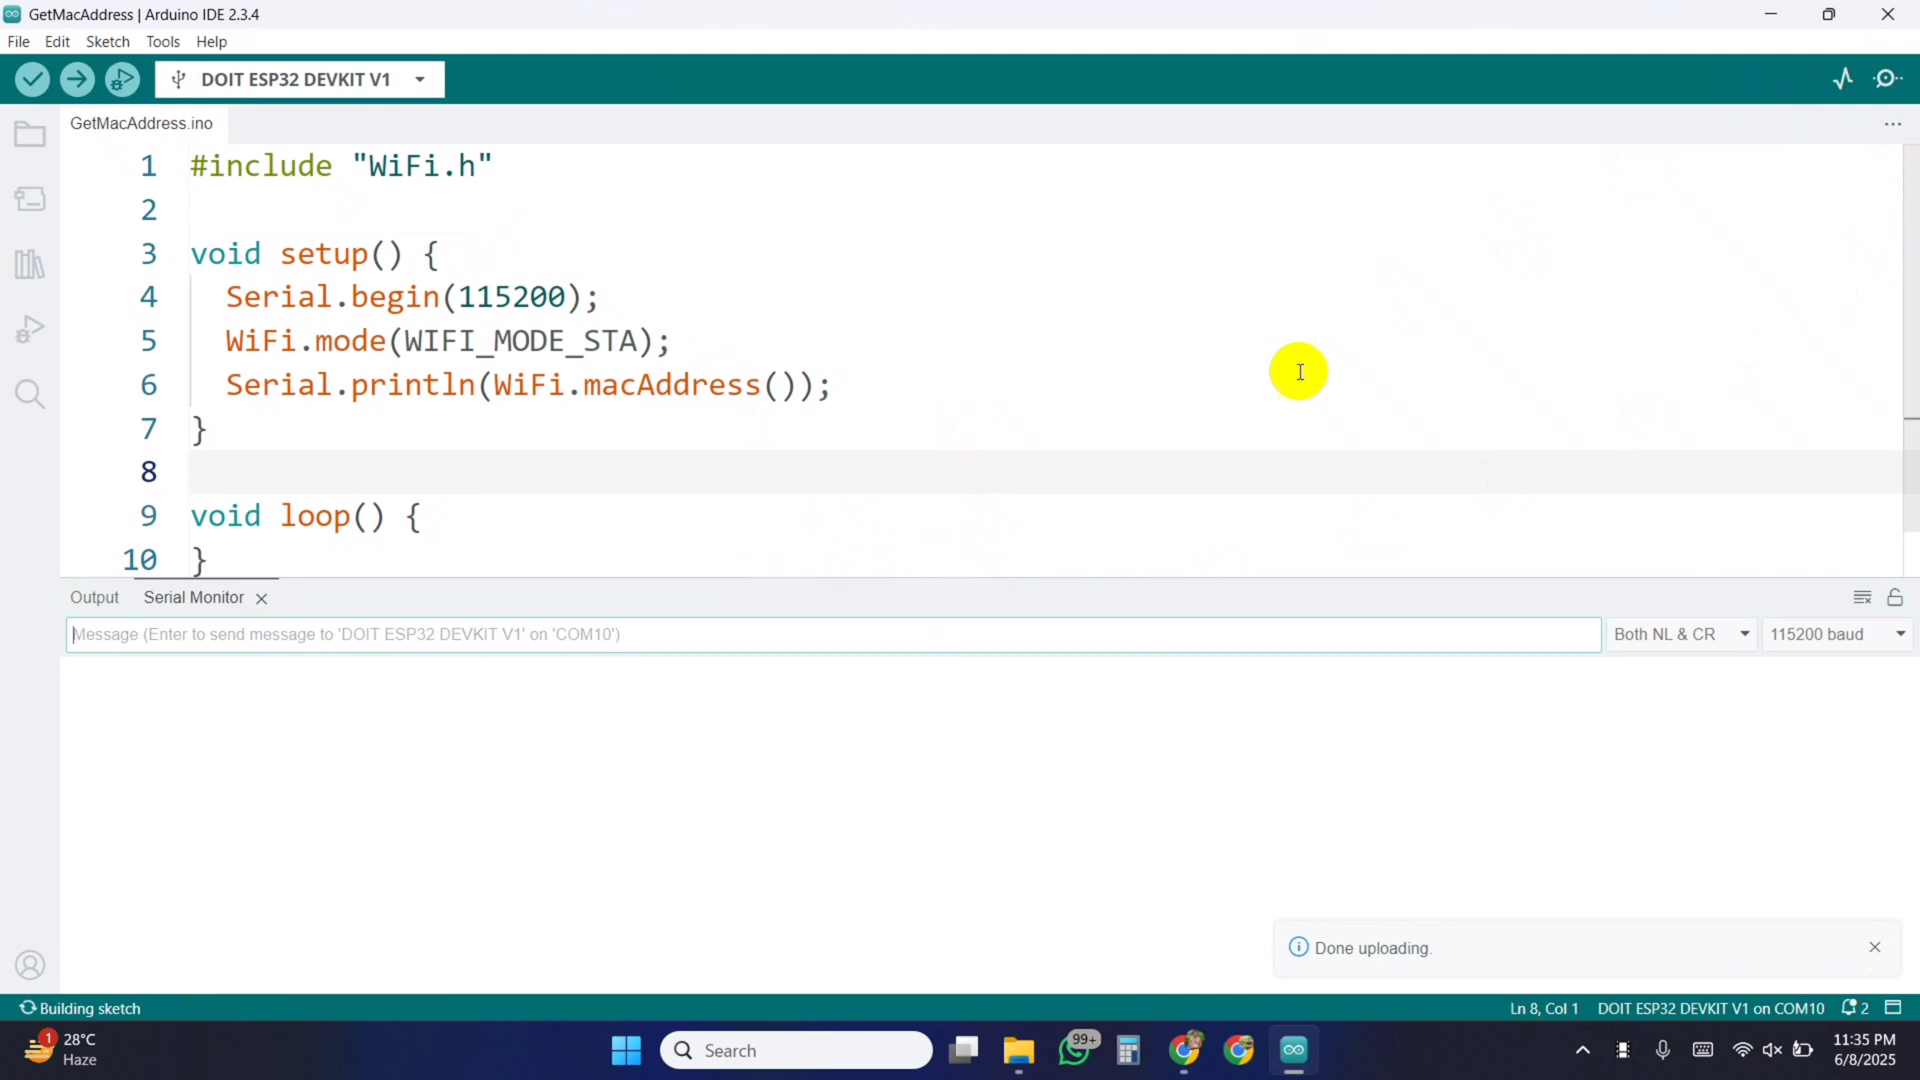 GetMacAddress | Arduino IDE 2.3.4
File Edit Sketch Tools Help
DOIT ESP32 DEVKIT V1
GetMacAddress.ino
1 #include "WiFi.h"
2
3 void setup() {
4 Serial.begin(115200);
5 WiFi.mode(WIFI_MODE_STA);
6 Serial.println(WiFi.macAddress());
7 }
8
9 void loop() {
10 }
Output Serial Monitor
Message (Enter to send message to 'DOIT ESP32 DEVKIT V1' on 'COM10') Both NL & CR 115200 baud
Done uploading.
Building sketch Ln 8, Col 1 DOIT ESP32 DEVKIT V1 on COM10 2
1 28°C Search 99+ 11:35 PM
Haze 6/8/2025